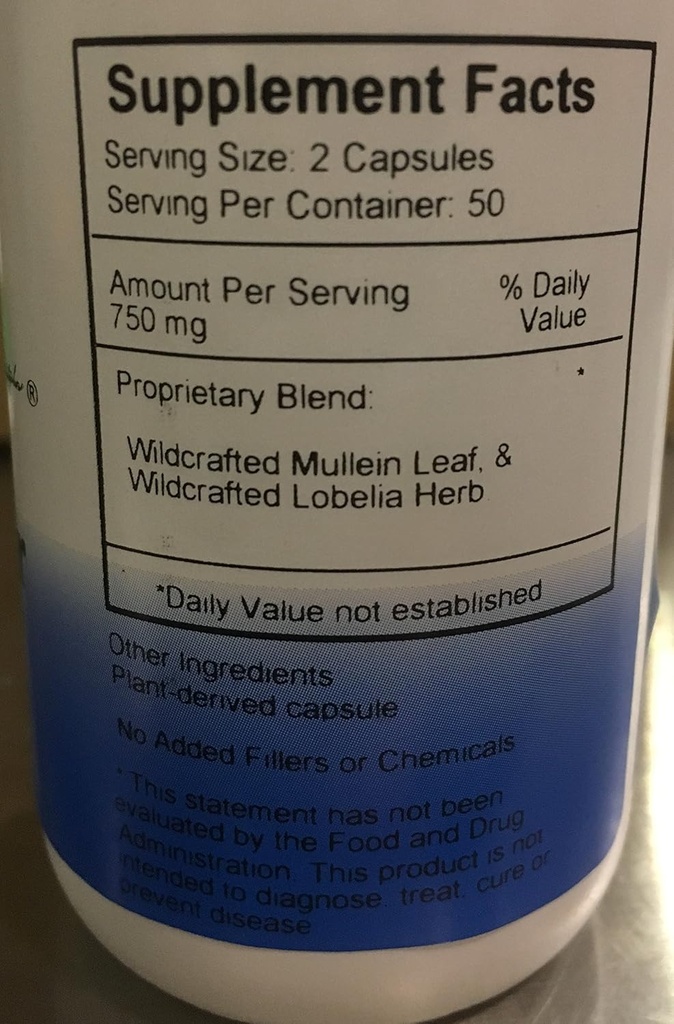 Supplement Facts
Serving Size: 2 Capsules
Serving Per Container: 50
Amount Per Serving
750 mg
% Daily
Value
®
Proprietary Blend:
*
Wildcrafted Mullein Leaf, &
Wildcrafted Lobelia Herb
*Daily Value not established
Other Ingredients
Plant-derived capsule
No Added Fillers or Chemicals
* This statement has not been
evaluated by the Food and Drug
Administration. This product is not
intended to diagnose, treat, cure or
prevent disease